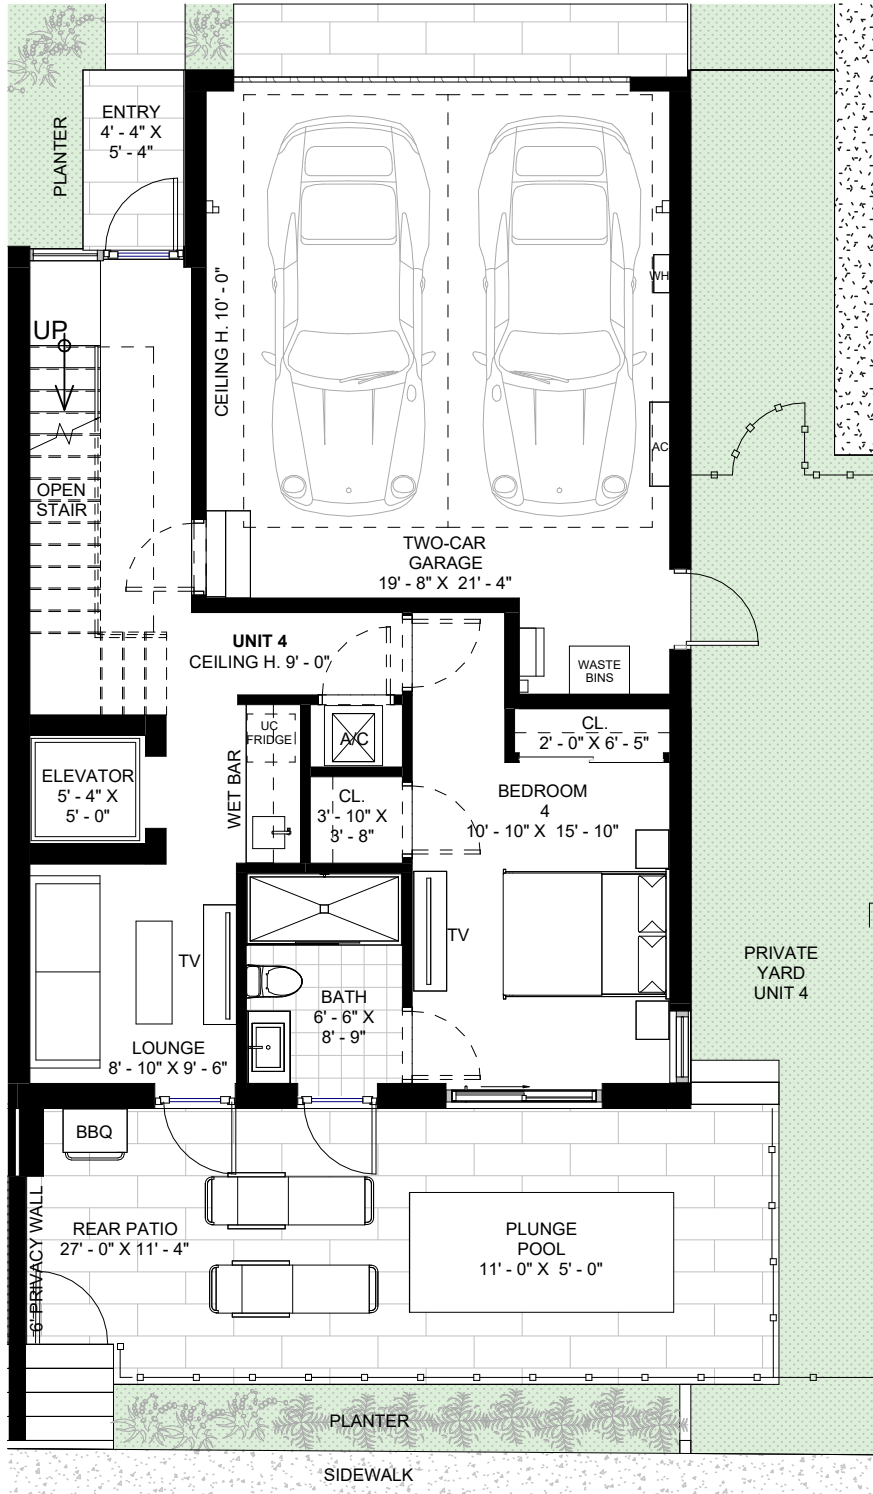 ENTRY
4' - 4" X
5' - 4"
PLANTER
CEILING H. 10' - 0"
WH
UP
AC
OPEN
STAIR
TWO-CAR
GARAGE
19' - 8" X 21' - 4"
UNIT 4
CEILING H. 9' - 0"
WASTE
BINS
UC
FRIDGE
A/C
CL.
2' - 0" X 6' - 5"
ELEVATOR
5' - 4" X
5' - 0"
WET BAR
CL.
3' - 10" X
3' - 8"
BEDROOM
4
10' - 10" X 15' - 10"
TV
TV
PRIVATE
YARD
UNIT 4
BATH
6' - 6" X
8' - 9"
LOUNGE
8' - 10" X 9' - 6"
BBQ
6' PRIVACY WALL
REAR PATIO
27' - 0" X 11' - 4"
PLUNGE
POOL
11' - 0" X 5' - 0"
PLANTER
SIDEWALK